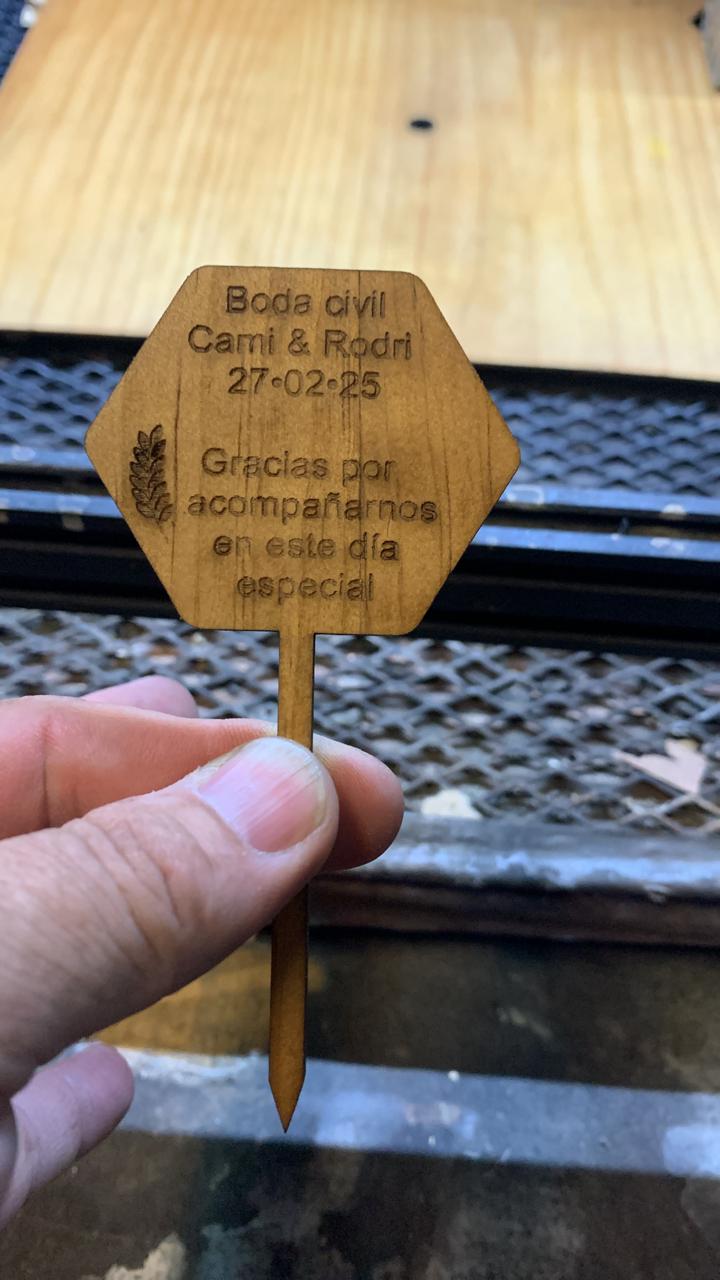 Boda civil
Cami & Rodri
27•02•25
Gracias por
acompañarnos
en este día
especial